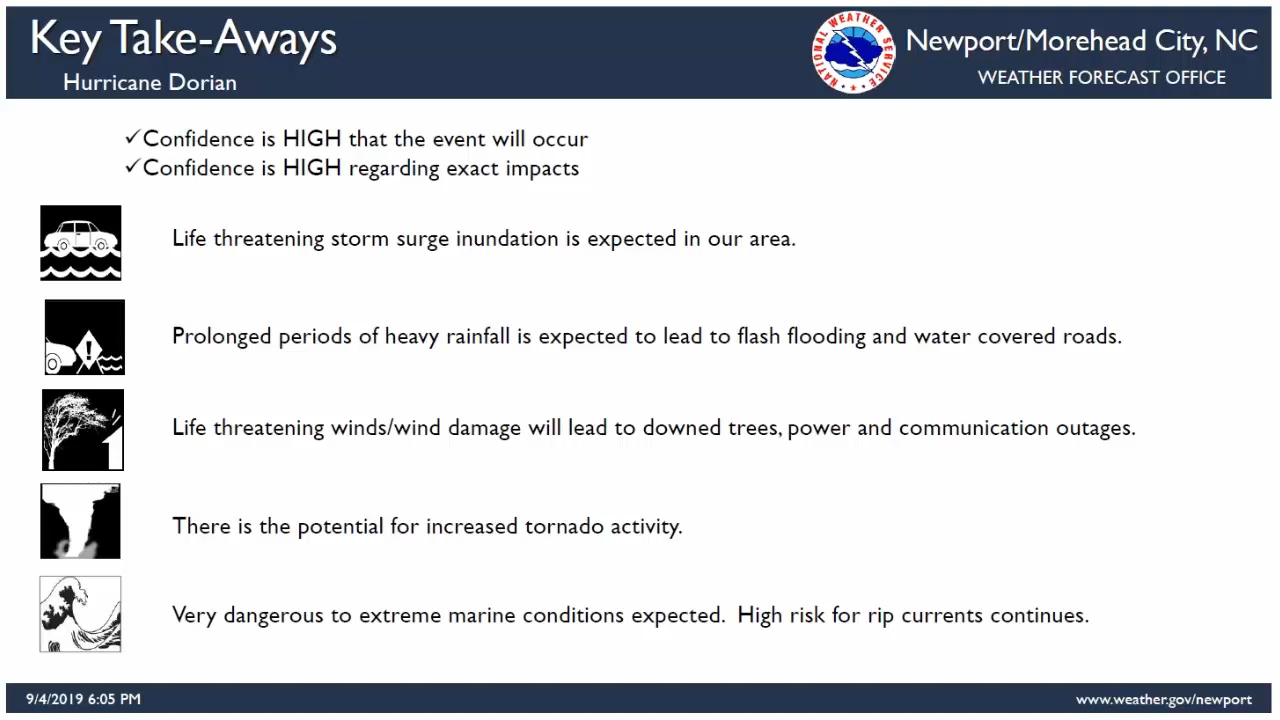 Key Take-Aways
Hurricane Dorian
NATIONAL WEATHER SERVICE
Newport/Morehead City, NC
WEATHER FORECAST OFFICE
✓Confidence is HIGH that the event will occur
✓Confidence is HIGH regarding exact impacts
Life threatening storm surge inundation is expected in our area.
Prolonged periods of heavy rainfall is expected to lead to flash flooding and water covered roads.
Life threatening winds/wind damage will lead to downed trees, power and communication outages.
There is the potential for increased tornado activity.
Very dangerous to extreme marine conditions expected. High risk for rip currents continues.
9/4/2019 6:05 PM
www.weather.gov/newport